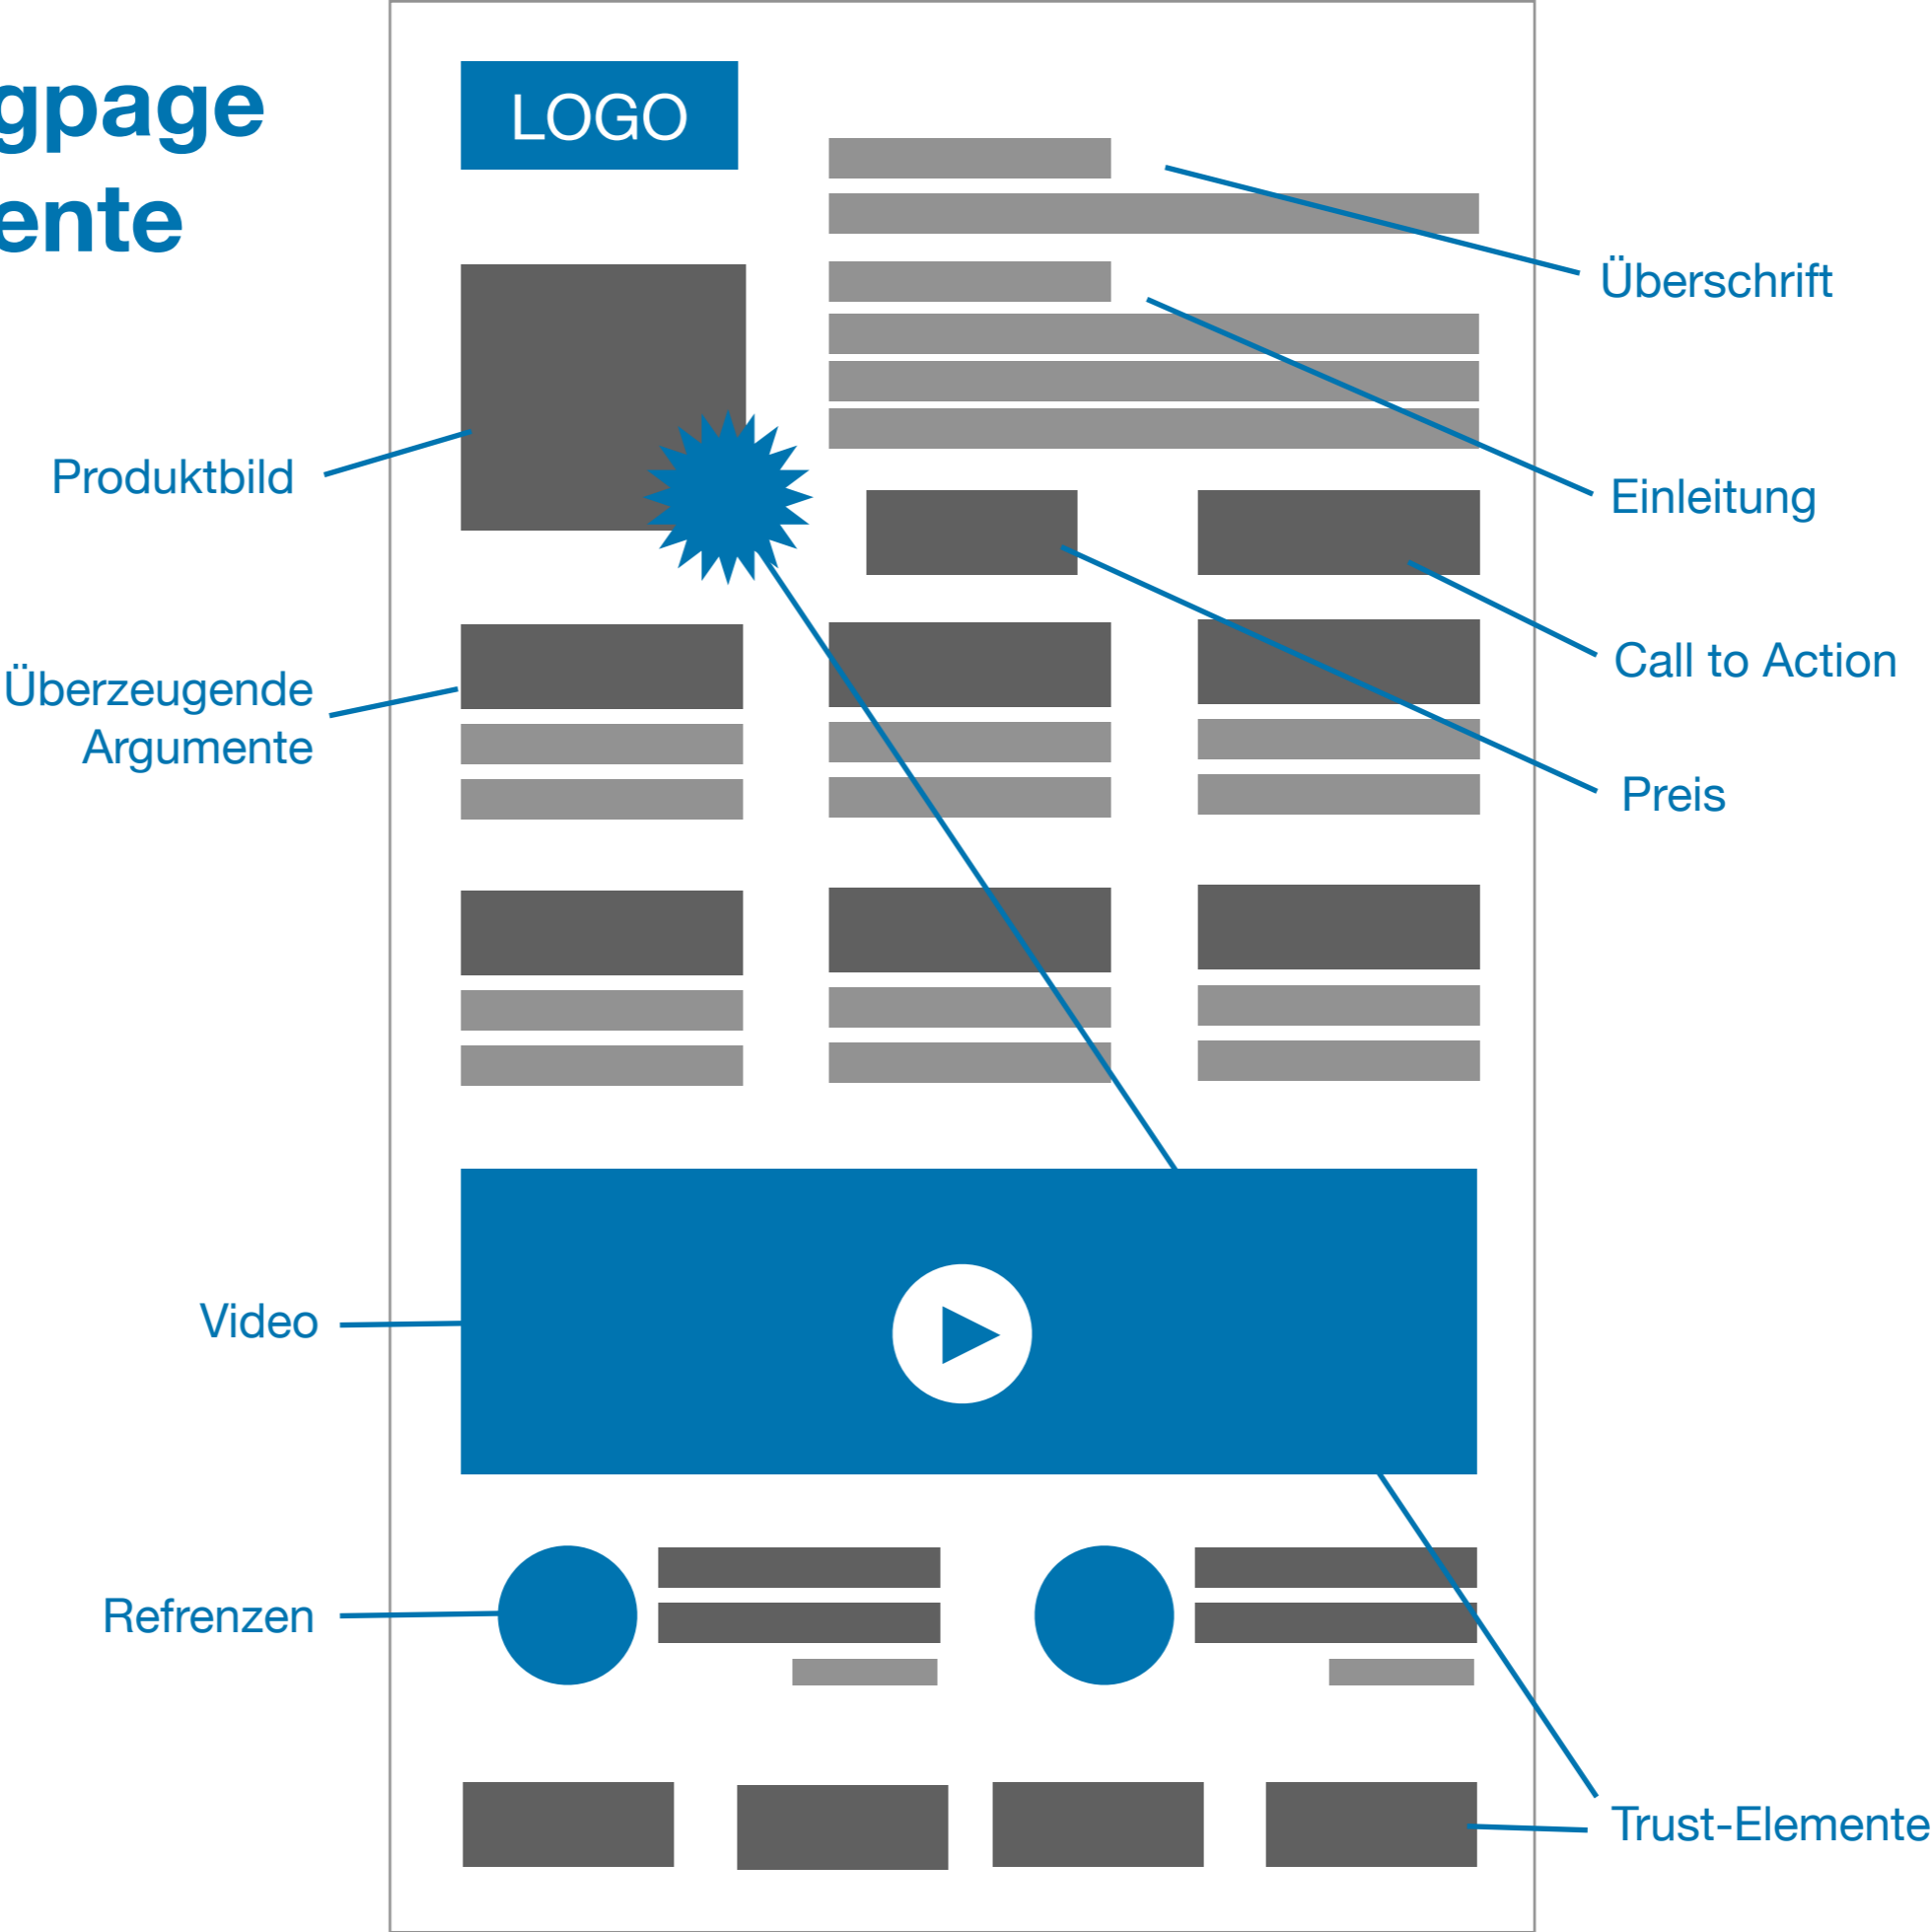 gpage
ente
LOGO
Überschrift
Produktbild
Einleitung
Überzeugende
Argumente
Call to Action
Preis
Video
Refrenzen
Trust-Elemente